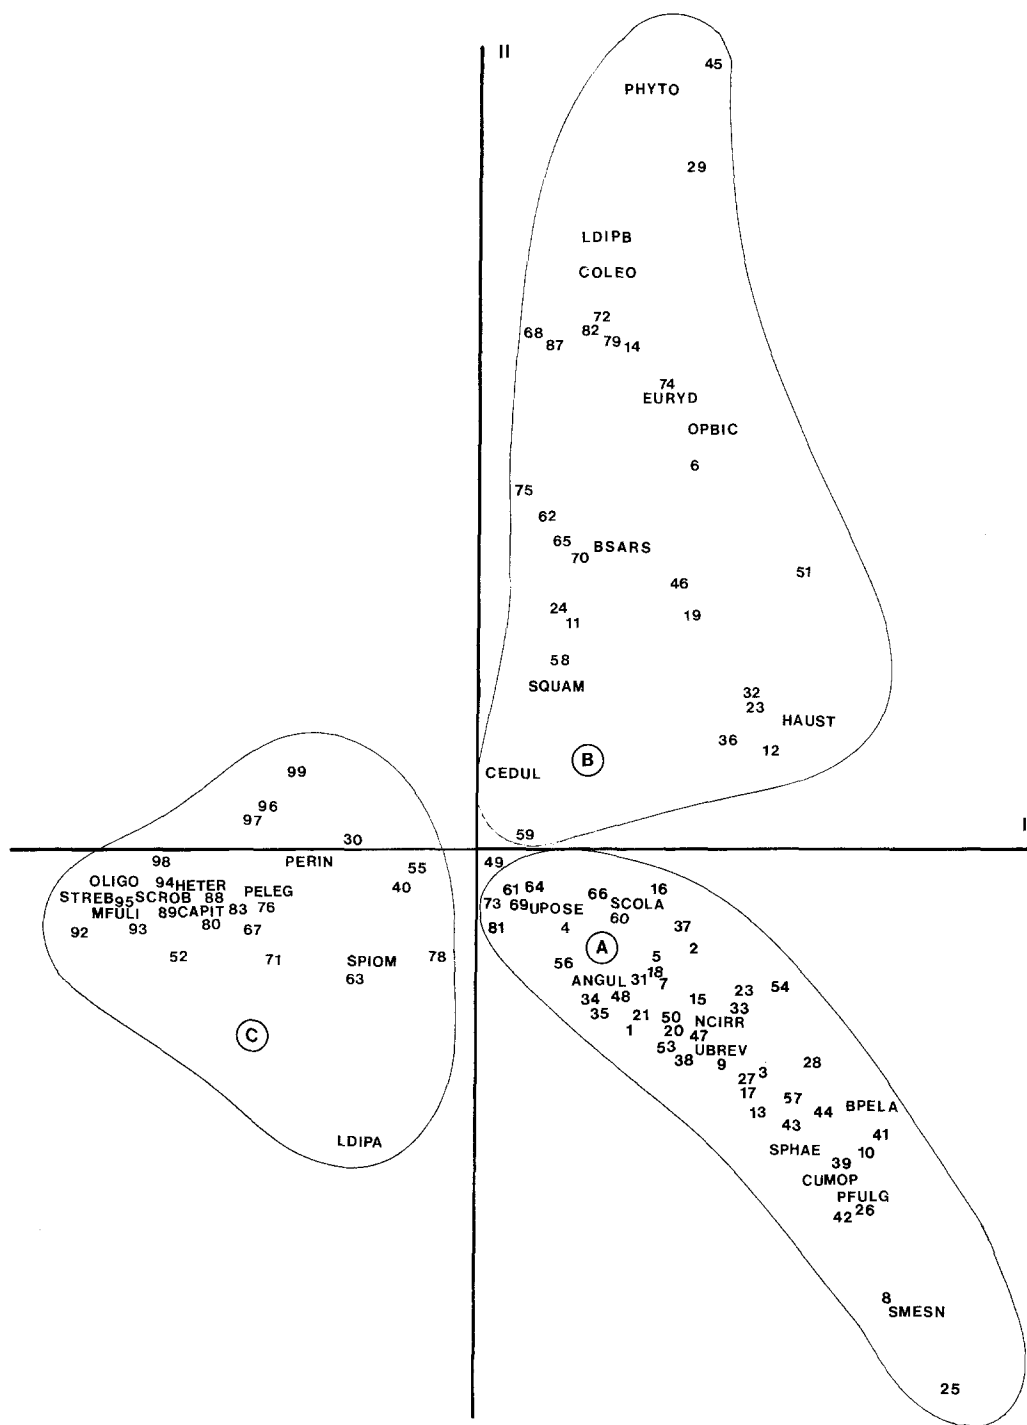 II
45
PHYTO
29
LDIPB
COLEO
72
68 82
87 79 14
74
EURYD
OPBIC
6
75
62
65 BSARS
70
51
46
24 19
11
58
SQUAM
32
23
HAUST
36 12
B
CEDUL
59
I
99
96
97
30
98 PERIN
55
40
OLIGO 94 HETER
STREB 95 SCROB 88 PELEG
MFULI 89 CAPIT 83 76
92 93 80 67
52 71 SPIOM 78
63
C
LDIPA
49
61 64 66 16
73 69 UPOSE SCOLA
60
81 4 37
A 2
56 5
18
ANGUL 31 7
23 54
34 48 15
33
35 21 50 NCIRR
1 20 47
53 UBREV
38 9 28
3
27
17 57
13 44 BPELA
43 41
SPHAE 10
39
CUMOP
PFULG
42 26
8
SMESN
25